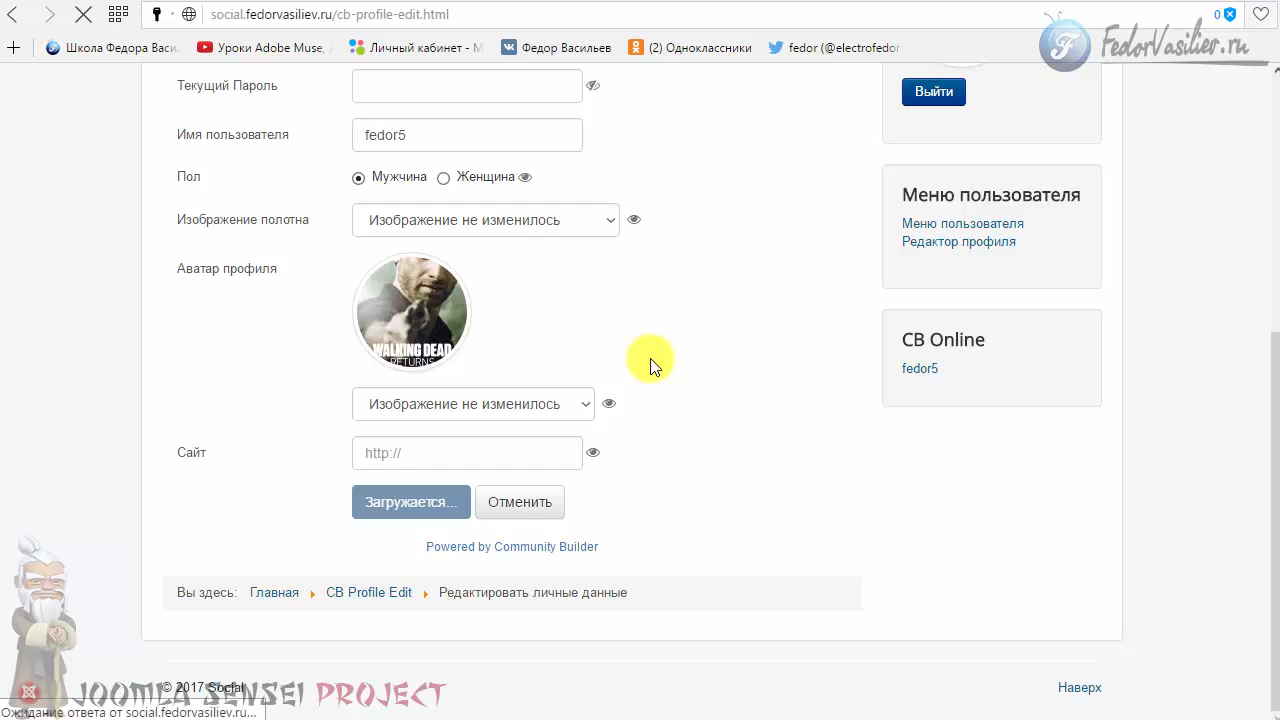 social.fedorvasiliev.ru/cb-profile-edit.html
0
Школа Федора Васи.
Уроки Adobe Muse,
Личный кабинет - М
Федор Васильев
(2) Одноклассники
fedor (@electrofedor
FedorVasiliev.ru
Текущий Пароль
Выйти
Имя пользователя
fedor5
Пол
Мужчина
Женщина
Меню пользователя
Изображение полотна
Изображение не изменилось
Меню пользователя
Редактор профиля
Аватар профиля
WALKING DEAD
RETURNS
CB Online
fedor5
Изображение не изменилось
Сайт
http://
Загружается...
Отменить
Powered by Community Builder
Вы здесь: Главная CB Profile Edit Редактировать личные данные
© 2017 Social
Наверх
JOOMLA SENSEI PROJECT
Ожидание ответа от social.fedorvasiliev.ru...